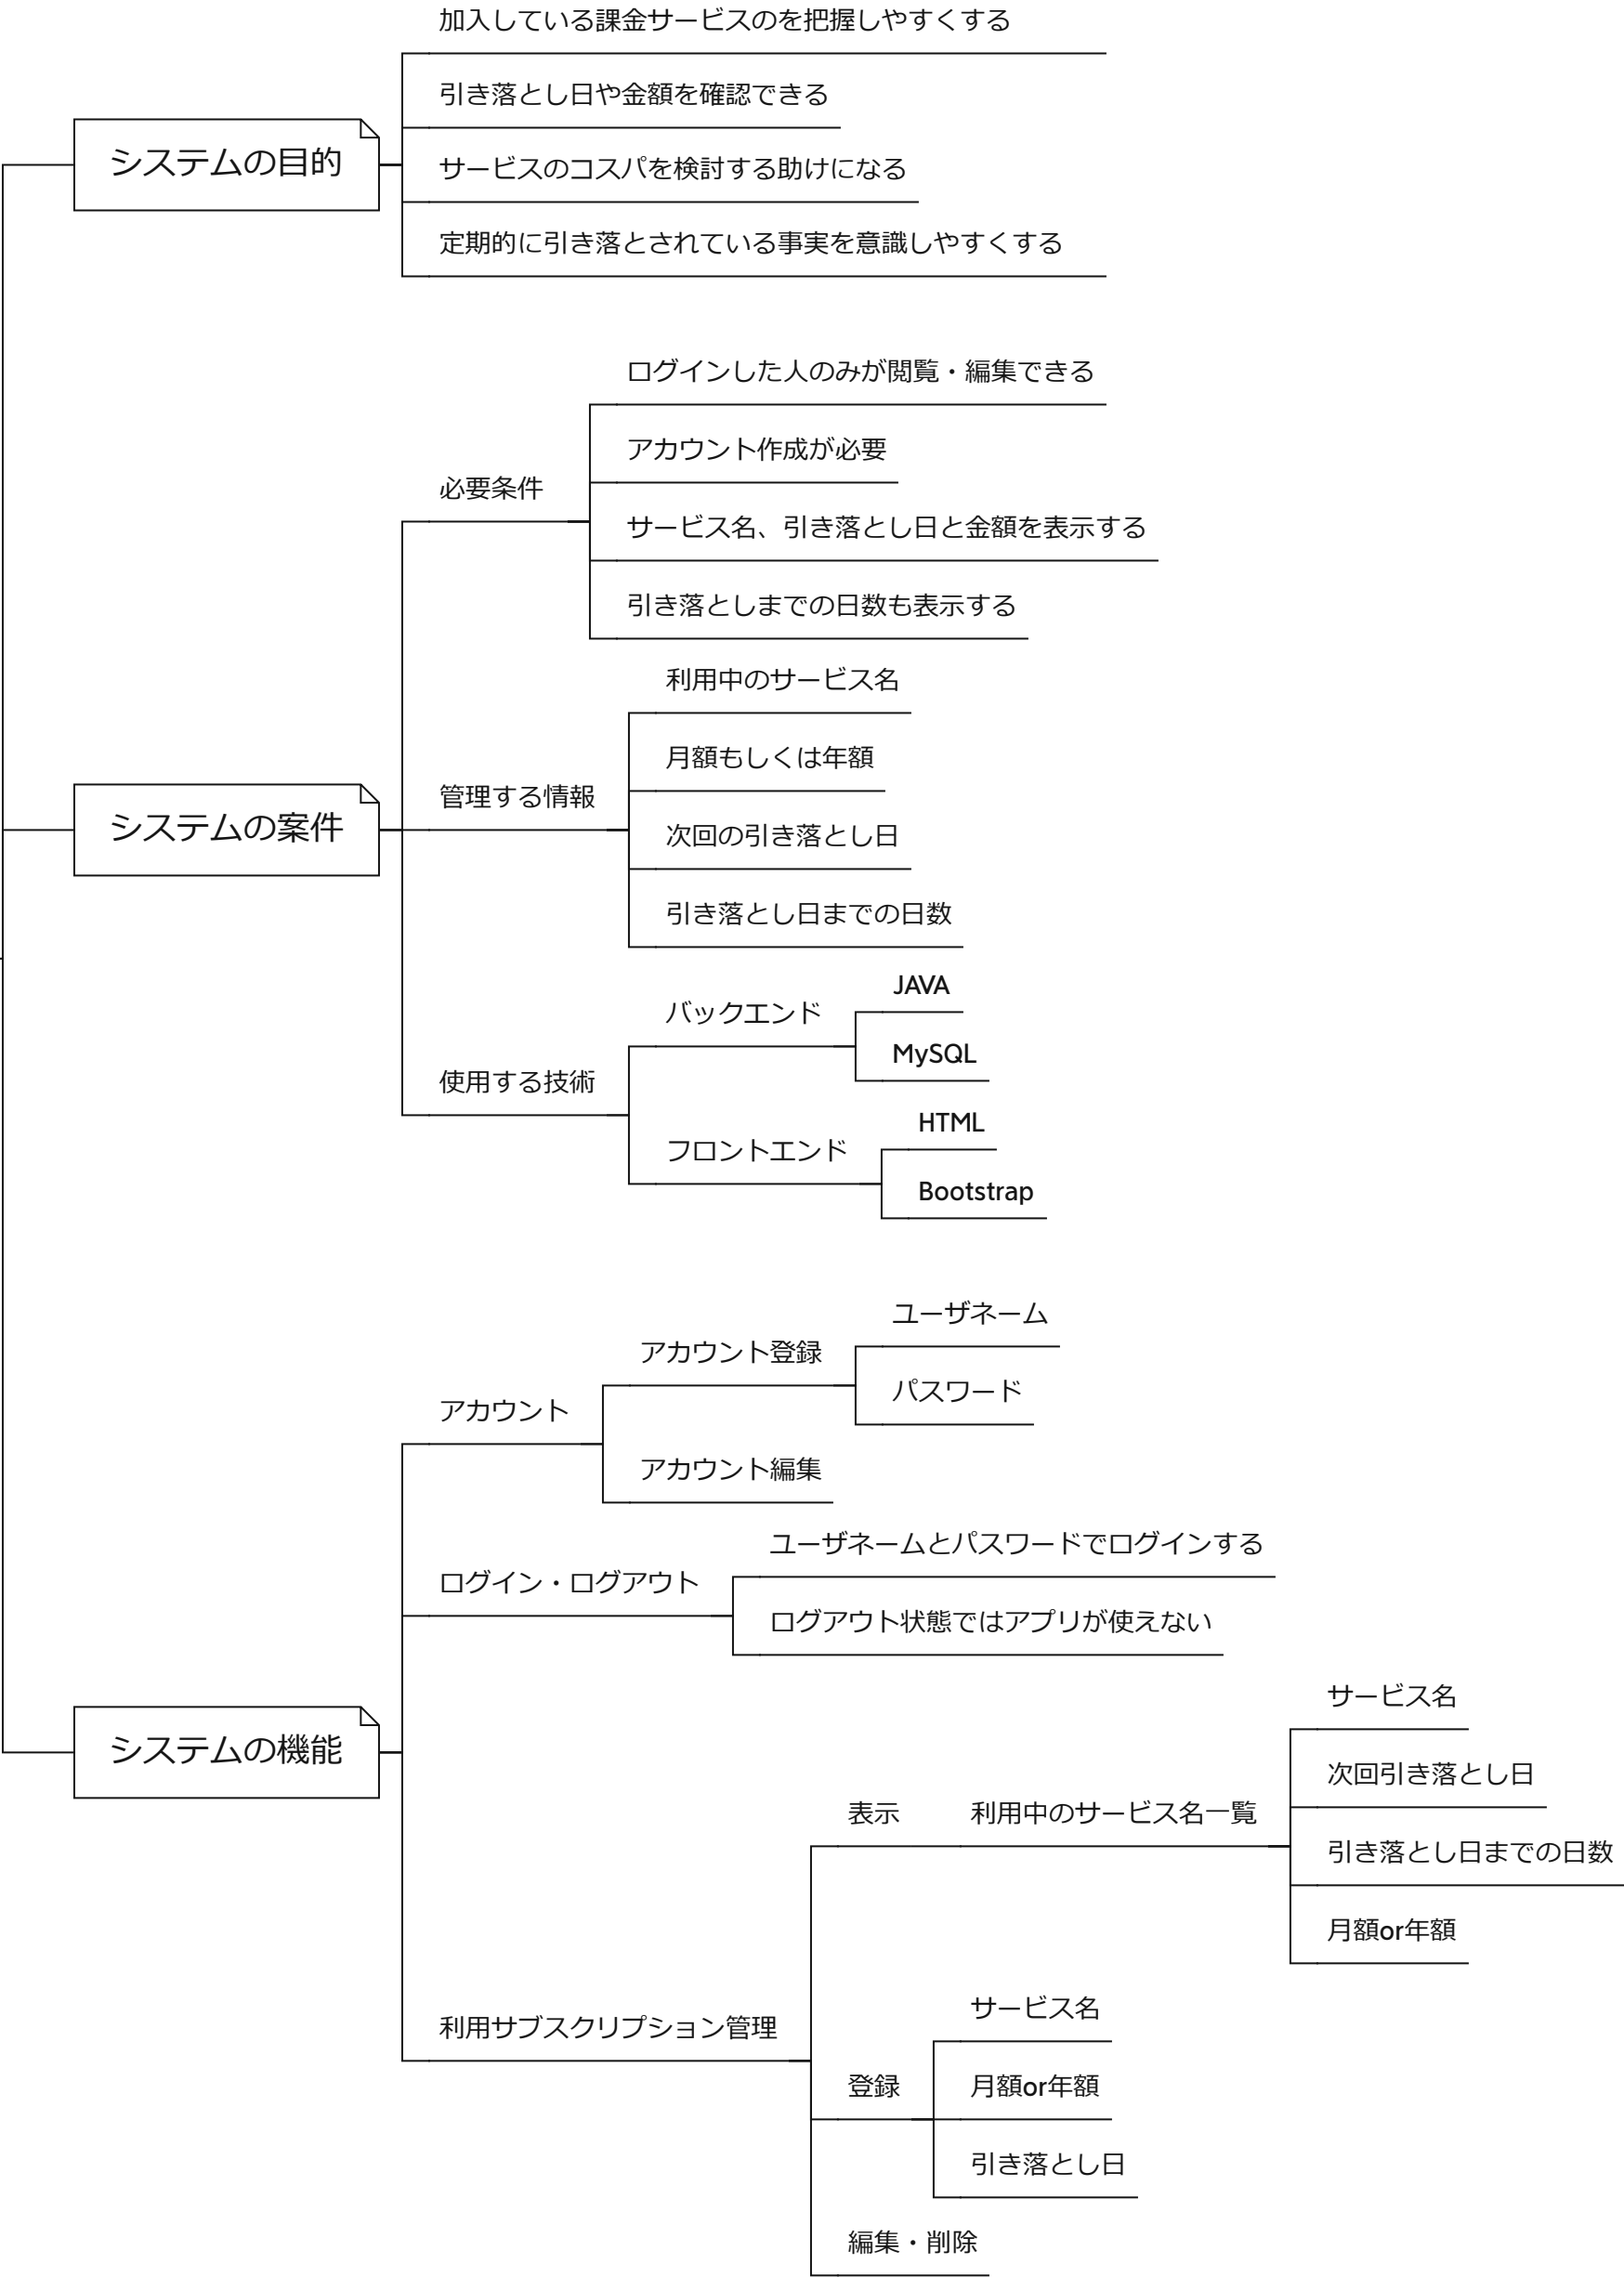 加入している課金サービスのを把握しやすくする
引き落とし日や金額を確認できる
システムの目的
サービスのコスパを検討する助けになる
定期的に引き落とされている事実を意識しやすくする
ログインした人のみが閲覧・編集できる
アカウント作成が必要
必要条件
サービス名、引き落とし日と金額を表示する
引き落としまでの日数も表示する
利用中のサービス名
月額もしくは年額
管理する情報
システムの案件
次回の引き落とし日
引き落とし日までの日数
JAVA
バックエンド
MySQL
使用する技術
HTML
フロントエンド
Bootstrap
ユーザネーム
アカウント登録
パスワード
アカウント
アカウント編集
ユーザネームとパスワードでログインする
ログイン・ログアウト
ログアウト状態ではアプリが使えない
サービス名
システムの機能
次回引き落とし日
表示
利用中のサービス名一覧
引き落とし日までの日数
月額or年額
サービス名
利用サブスクリプション管理
登録
月額or年額
引き落とし日
編集・削除